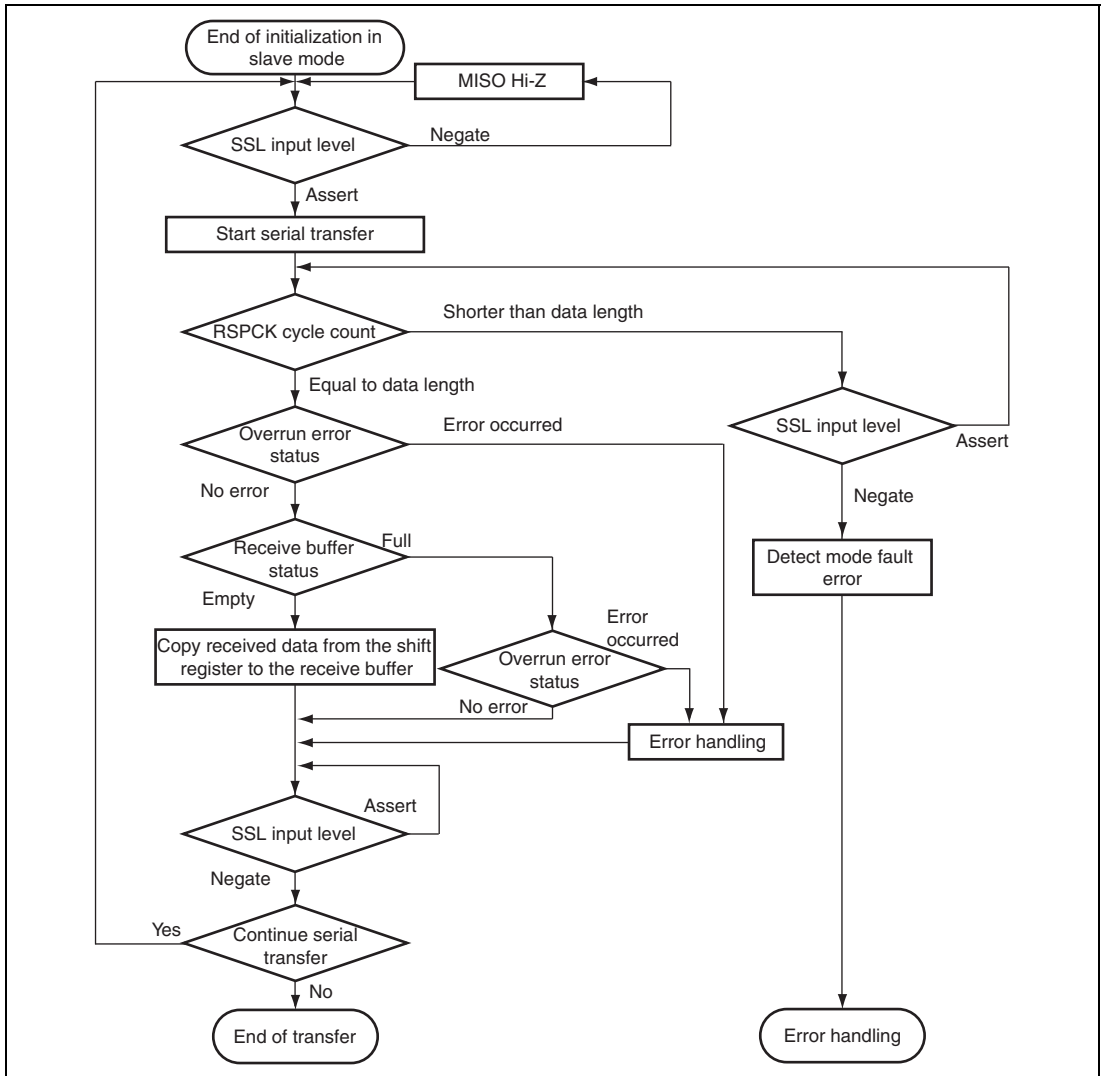 End of initialization in
slave mode
MISO Hi-Z
SSL input level
Negate
Assert
Start serial transfer
RSPCK cycle count
Shorter than data length
Equal to data length
SSL input level
Assert
Overrun error
status
Error occurred
No error
Negate
Receive buffer
status
Full
Detect mode fault
error
Empty
Copy received data from the shift
register to the receive buffer
Error
occurred
Overrun error
status
No error
Error handling
Assert
SSL input level
Negate
Yes
Continue serial
transfer
No
End of transfer
Error handling